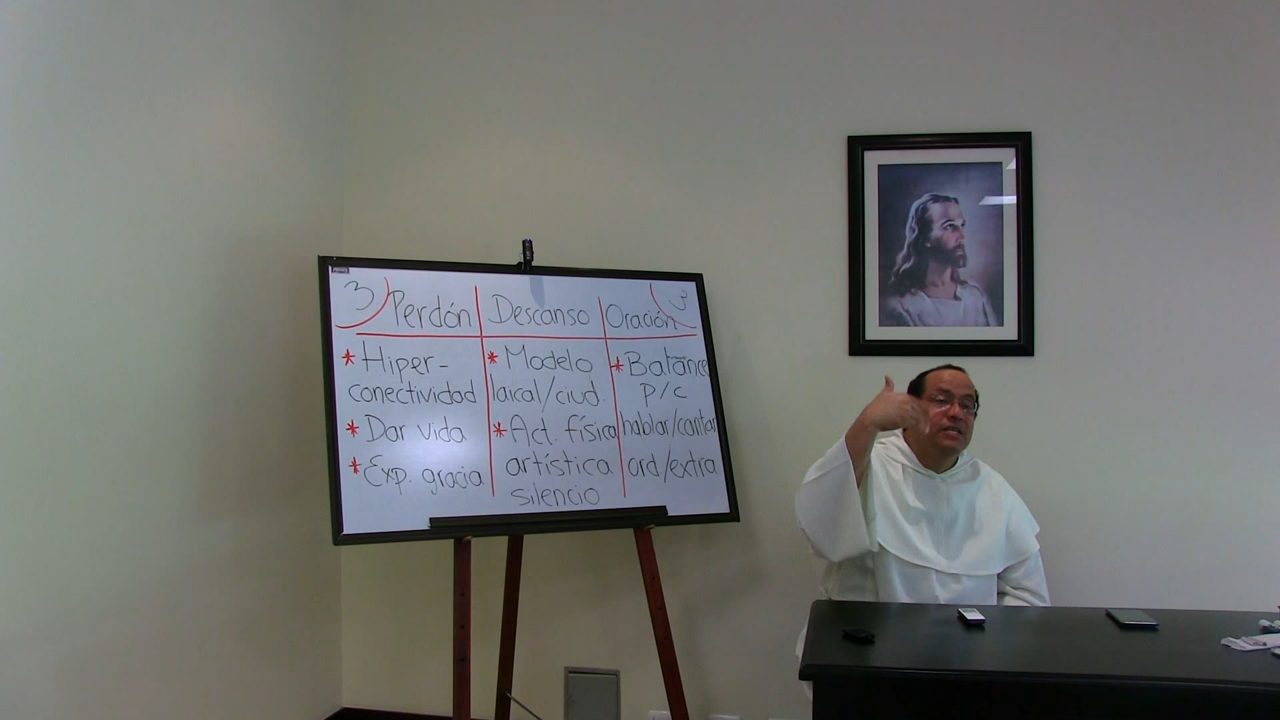 3 Perdón Descanso Oración 3
* Hiper- * Modelo * Balance
conectividad laical/ciud. P/C
* Dar vida * Act. física hablar/cantar
* Exp. gracia artística ord/extra
silencio